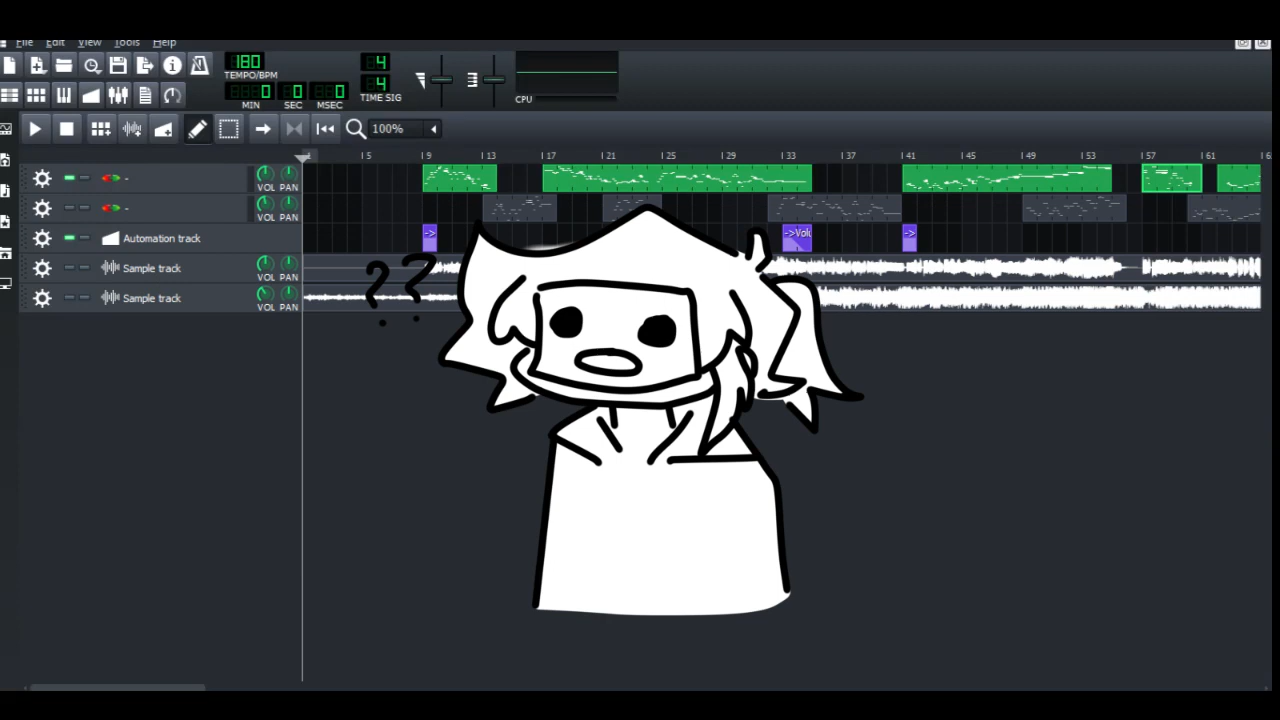 File Edit View Tools Help
180
TEMPO/BPM
0 0 0
MIN SEC MSEC
4
4
TIME SIG
CPU
100%
5 9 13 17 21 25 29 33 37 41 45 49 53 57 61
-
VOL PAN
-
VOL PAN
Automation track
-> ->Vok ->
Sample track
VOL PAN
Sample track
VOL PAN
? ?